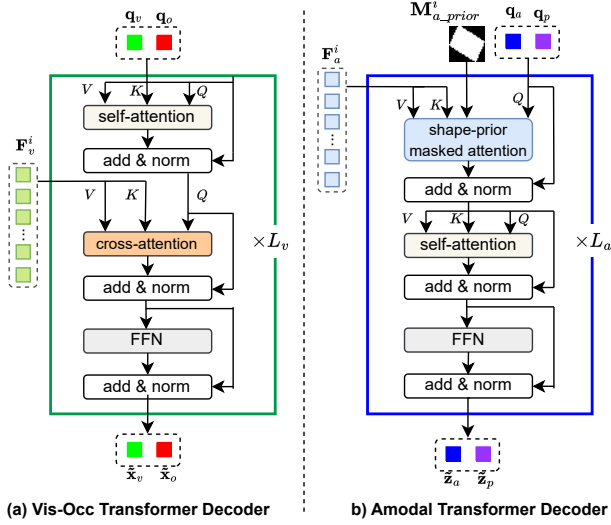 q_v q_o
V K Q
self-attention
add & norm
F_v^i
V K Q
cross-attention
× L_v
add & norm
FFN
add & norm
x̃_v x̃_o
(a) Vis-Occ Transformer Decoder
M^i_{a_prior} q_a q_p
F_a^i
V K Q
shape-prior
masked attention
add & norm
V K Q
self-attention
× L_a
add & norm
FFN
add & norm
z̃_a z̃_p
b) Amodal Transformer Decoder